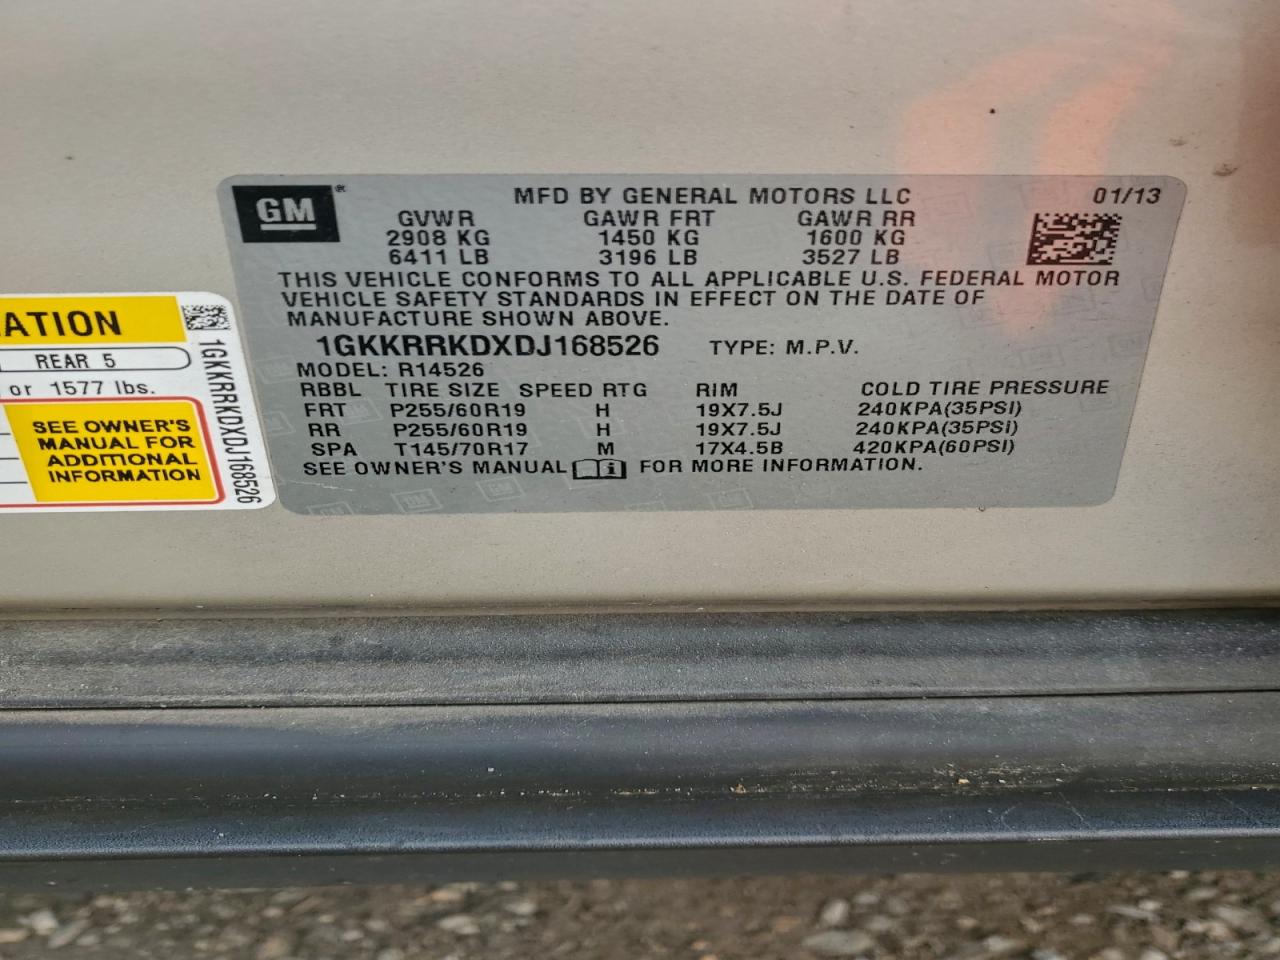 GM®
MFD BY GENERAL MOTORS LLC 01/13
GVWR GAWR FRT GAWR RR
2908 KG 1450 KG 1600 KG
6411 LB 3196 LB 3527 LB
THIS VEHICLE CONFORMS TO ALL APPLICABLE U.S. FEDERAL MOTOR
VEHICLE SAFETY STANDARDS IN EFFECT ON THE DATE OF
MANUFACTURE SHOWN ABOVE.
1GKKRRKDXDJ168526 TYPE: M.P.V.
MODEL: R14526
RBBL TIRE SIZE SPEED RTG RIM COLD TIRE PRESSURE
FRT P255/60R19 H 19X7.5J 240KPA(35PSI)
RR P255/60R19 H 19X7.5J 240KPA(35PSI)
SPA T145/70R17 M 17X4.5B 420KPA(60PSI)
SEE OWNER'S MANUAL FOR MORE INFORMATION.
ATION
REAR 5
or 1577 lbs.
SEE OWNER'S
MANUAL FOR
ADDITIONAL
INFORMATION
1GKKRRKDXDJ168526